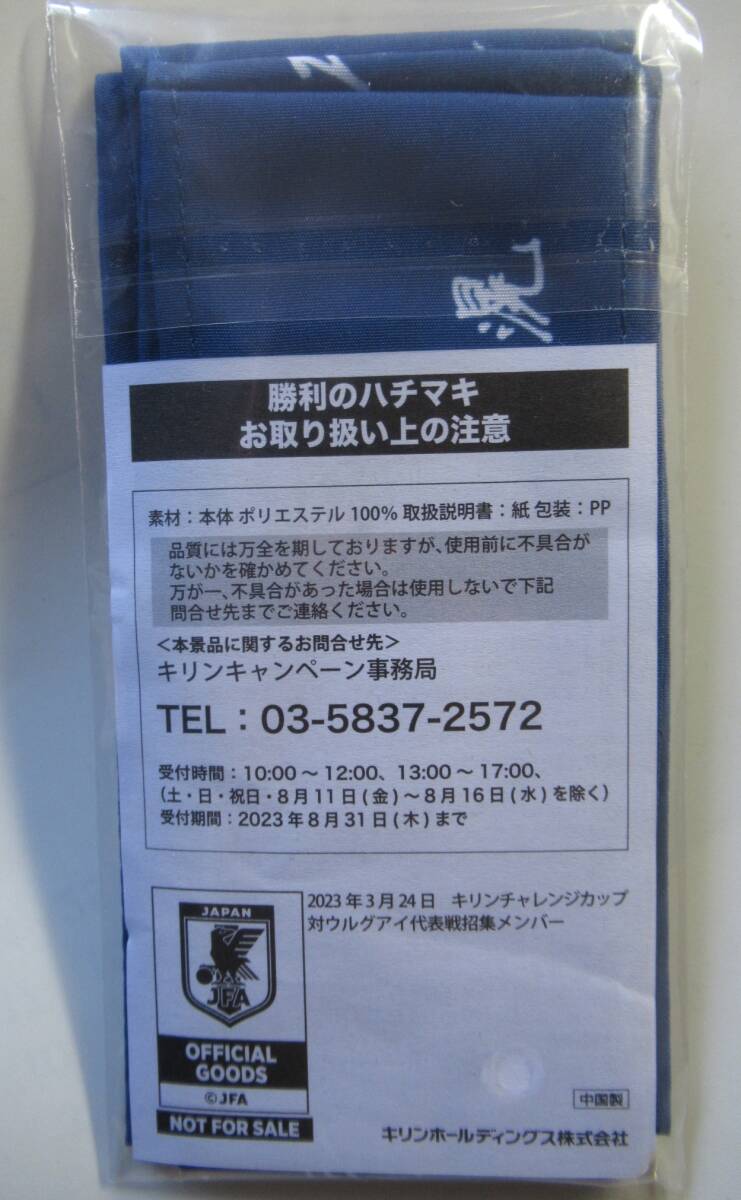 滉
勝利のハチマキ
お取り扱い上の注意
素材：本体 ポリエステル 100% 取扱説明書：紙 包装：PP
品質には万全を期しておりますが、使用前に不具合が
ないかを確かめてください。
万が一、不具合があった場合は使用しないで下記
問合せ先までご連絡ください。
＜本景品に関するお問合せ先＞
キリンキャンペーン事務局
TEL：03-5837-2572
受付時間：10:00 ～ 12:00、13:00 ～ 17:00、
（土・日・祝日・8月11日(金)～8月16日(水)を除く）
受付期間：2023年8月31日(木)まで
2023年3月24日 キリンチャレンジカップ
対ウルグアイ代表戦招集メンバー
JAPAN
JFA
OFFICIAL
GOODS
©JFA
NOT FOR SALE
中国製
キリンホールディングス株式会社